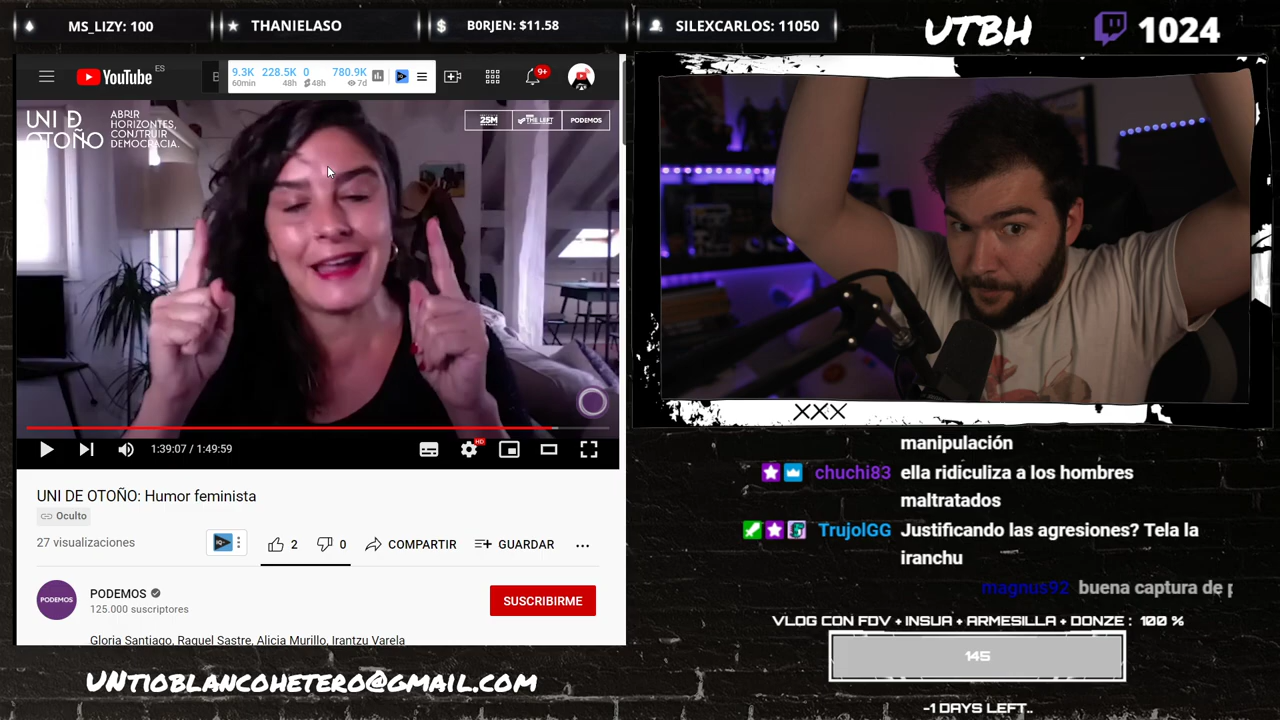 MS_LIZY: 100
THANIELASO
$ B0RJEN: $11.58
SILEXCARLOS: 11050
UTBH
1024
YouTube ES
9.3K 228.5K 0 780.9K
60min 48h 48h 7d
9+
UNI D OTOÑO
ABRIR HORIZONTES, CONSTRUIR DEMOCRACIA.
25M
THE LEFT
PODEMOS
HD
1:39:07 / 1:49:59
UNI DE OTOÑO: Humor feminista
Oculto
27 visualizaciones
2
0
COMPARTIR
GUARDAR
PODEMOS
PODEMOS
125.000 suscriptores
SUSCRIBIRME
Gloria Santiago, Raquel Sastre, Alicia Murillo, Irantzu Varela
UNTIOBLANCOHETERO@GMAIL.COM
XXX
manipulación
chuchi83 ella ridiculiza a los hombres
maltratados
TrujolGG Justificando las agresiones? Tela la
iranchu
magnus92 buena captura de p
VLOG CON FDV + INSUA + ARMESILLA + DONZE : 100 %
145
-1 DAYS LEFT..